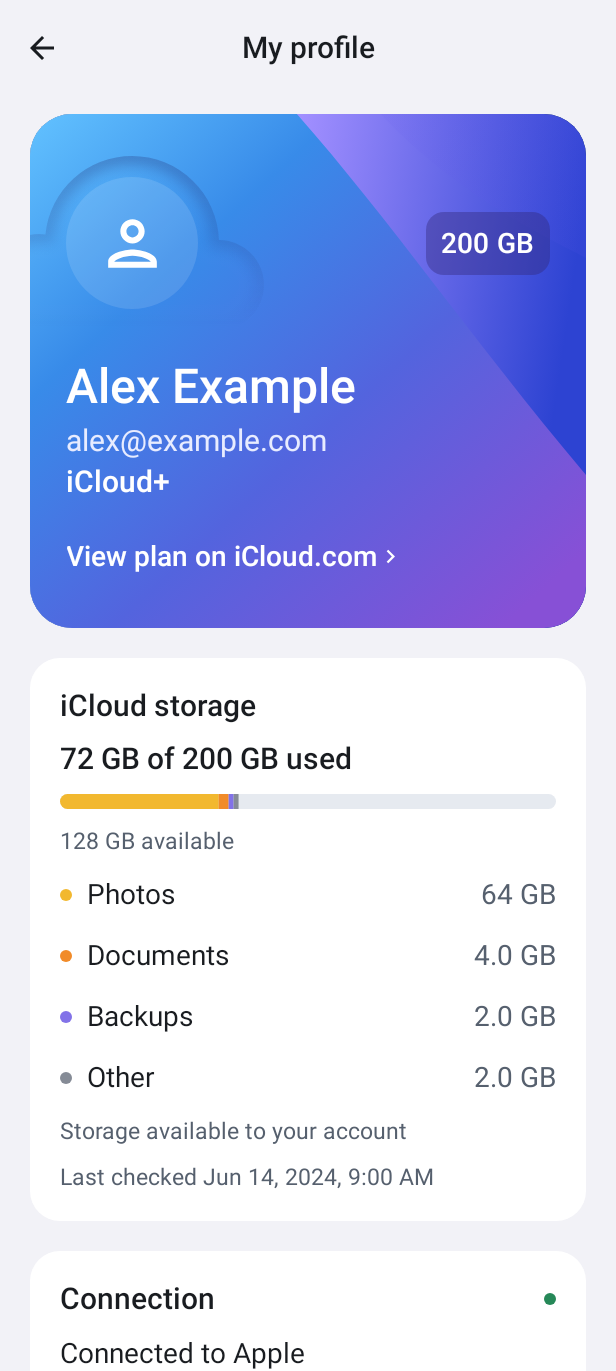 My profile
200 GB
Alex Example
alex@example.com
iCloud+
View plan on iCloud.com
iCloud storage
72 GB of 200 GB used
128 GB available
Photos 64 GB
Documents 4.0 GB
Backups 2.0 GB
Other 2.0 GB
Storage available to your account
Last checked Jun 14, 2024, 9:00 AM
Connection
Connected to Apple